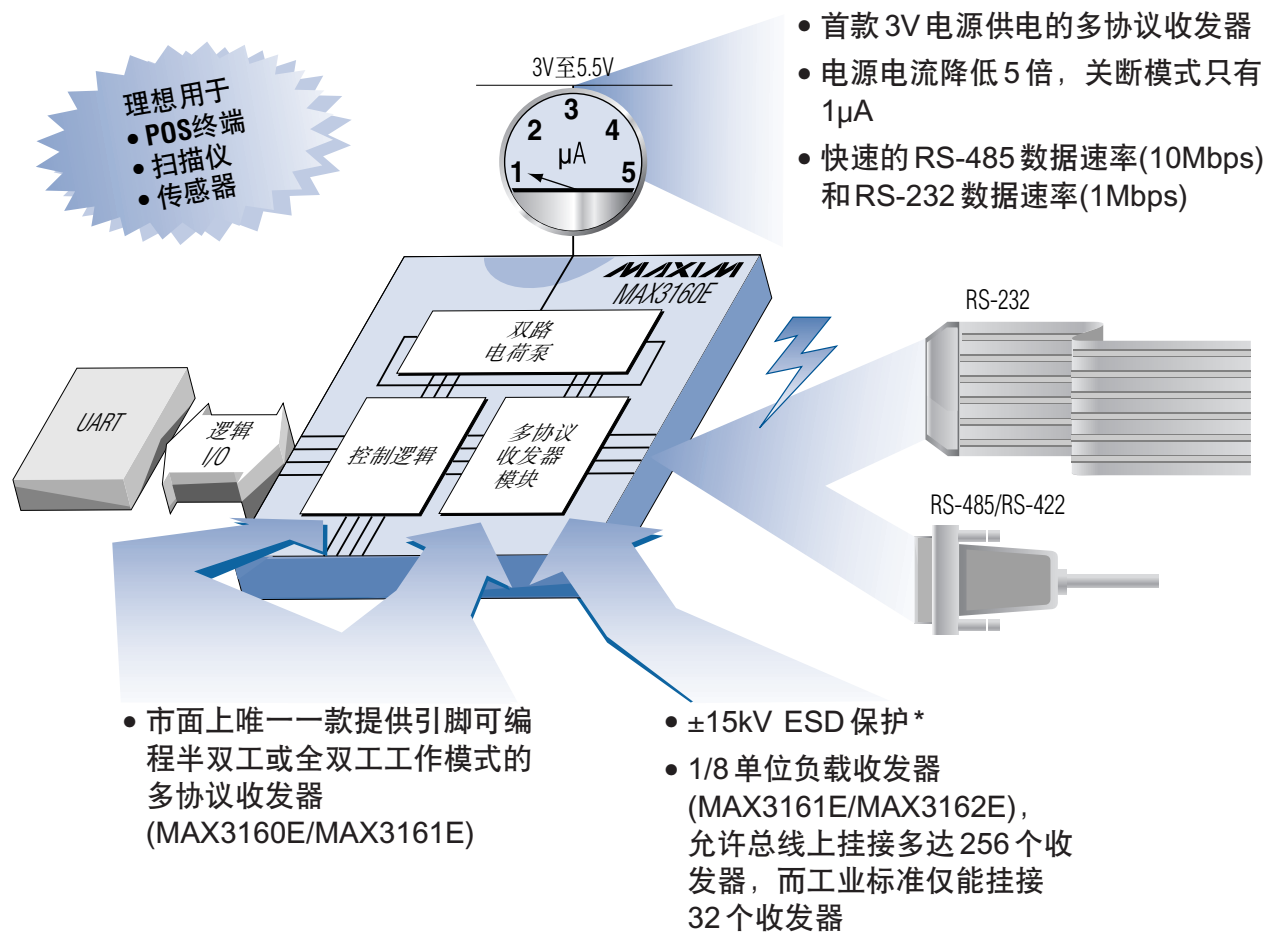 理想用于
• POS终端
• 扫描仪
• 传感器
3V至5.5V
1 2 3 4 5
µA
• 首款3V电源供电的多协议收发器
• 电源电流降低5倍，关断模式只有
1µA
• 快速的RS-485数据速率(10Mbps)
和RS-232数据速率(1Mbps)
MAXIM
MAX3160E
双路
电荷泵
UART
逻辑
I/O
控制逻辑
多协议
收发器
模块
RS-232
RS-485/RS-422
• 市面上唯一一款提供引脚可编
程半双工或全双工工作模式的
多协议收发器
(MAX3160E/MAX3161E)
• ±15kV ESD保护*
• 1/8单位负载收发器
(MAX3161E/MAX3162E)，
允许总线上挂接多达256个收
发器，而工业标准仅能挂接
32个收发器